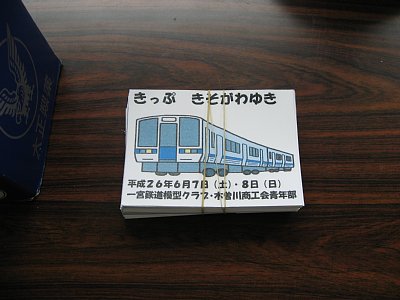 きっぷ　きそがわゆき
平成２６年６月７日（土）・８日（日）
一宮鉄道模型クラブ・木曽川商工会青年部